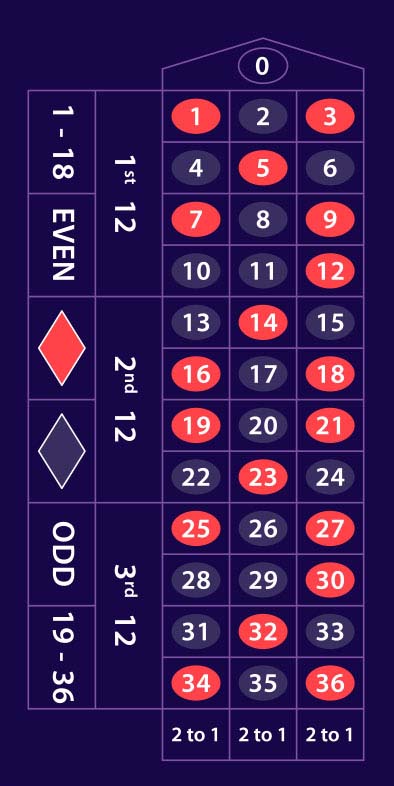 0
1 - 18
EVEN
ODD
19 - 36
1st 12
2nd 12
3rd 12
1 2 3
4 5 6
7 8 9
10 11 12
13 14 15
16 17 18
19 20 21
22 23 24
25 26 27
28 29 30
31 32 33
34 35 36
2 to 1 2 to 1 2 to 1